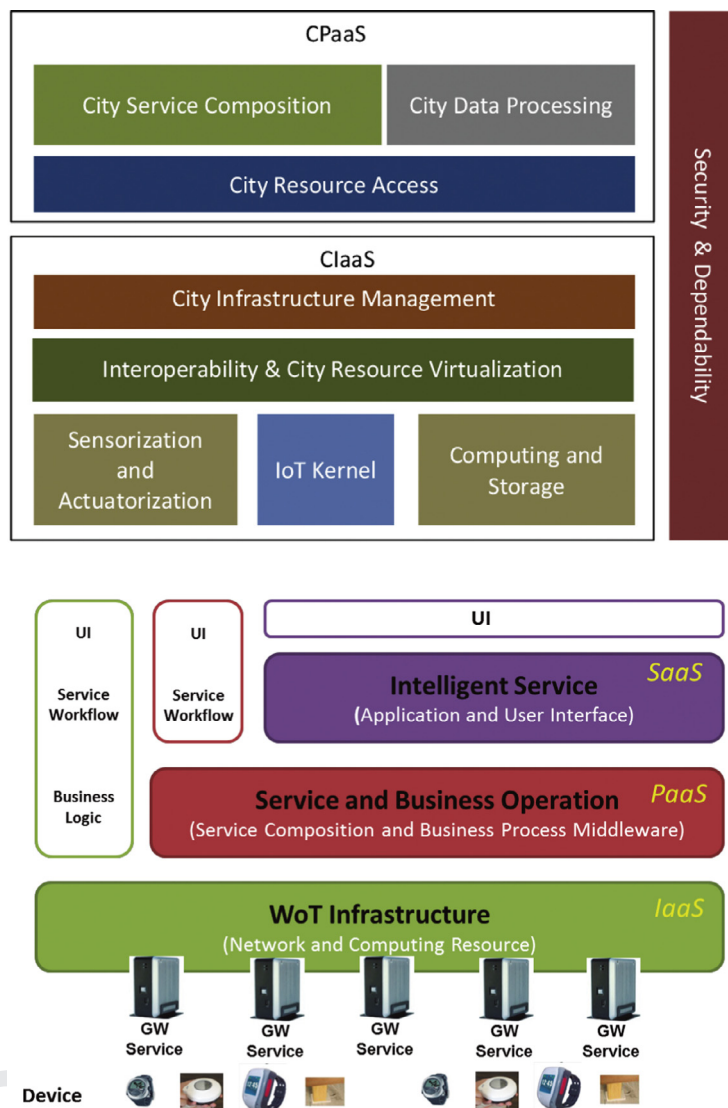 CPaaS
City Service Composition
City Data Processing
City Resource Access
CIaaS
City Infrastructure Management
Interoperability & City Resource Virtualization
Sensorization
and
Actuatorization
IoT Kernel
Computing and
Storage
Security & Dependability
UI
Service
Workflow
Business
Logic
UI
Service
Workflow
UI
Intelligent Service
SaaS
(Application and User Interface)
Service and Business Operation
PaaS
(Service Composition and Business Process Middleware)
WoT Infrastructure
IaaS
(Network and Computing Resource)
GW
Service
GW
Service
GW
Service
GW
Service
GW
Service
Device